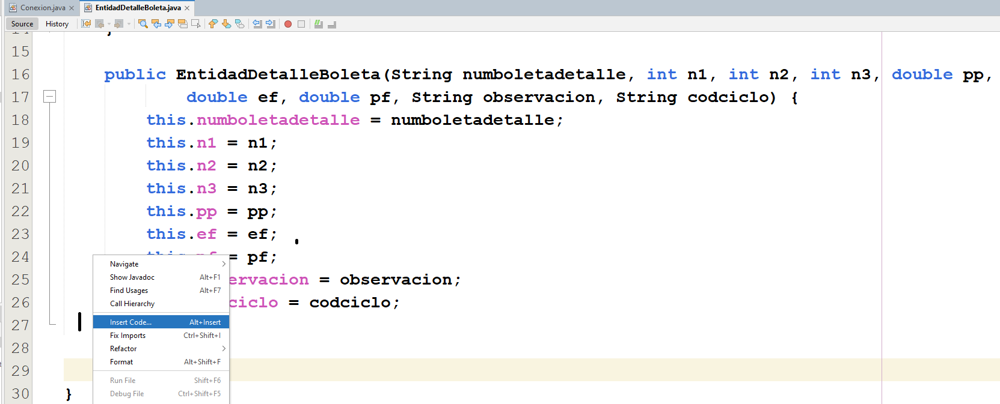 Conexion.java EntidadDetalleBoleta.java
Source History
14 }
15
16 public EntidadDetalleBoleta(String numboletadetalle, int n1, int n2, int n3, double pp,
17 double ef, double pf, String observacion, String codciclo) {
18 this.numboletadetalle = numboletadetalle;
19 this.n1 = n1;
20 this.n2 = n2;
21 this.n3 = n3;
22 this.pp = pp;
23 this.ef = ef;
24 = pf;
25 ervacion = observacion;
26 ciclo = codciclo;
27
28
29
30 }
Navigate
Show Javadoc Alt+F1
Find Usages Alt+F7
Call Hierarchy
Insert Code... Alt+Insert
Fix Imports Ctrl+Shift+I
Refactor
Format Alt+Shift+F
Run File Shift+F6
Debug File Ctrl+Shift+F5